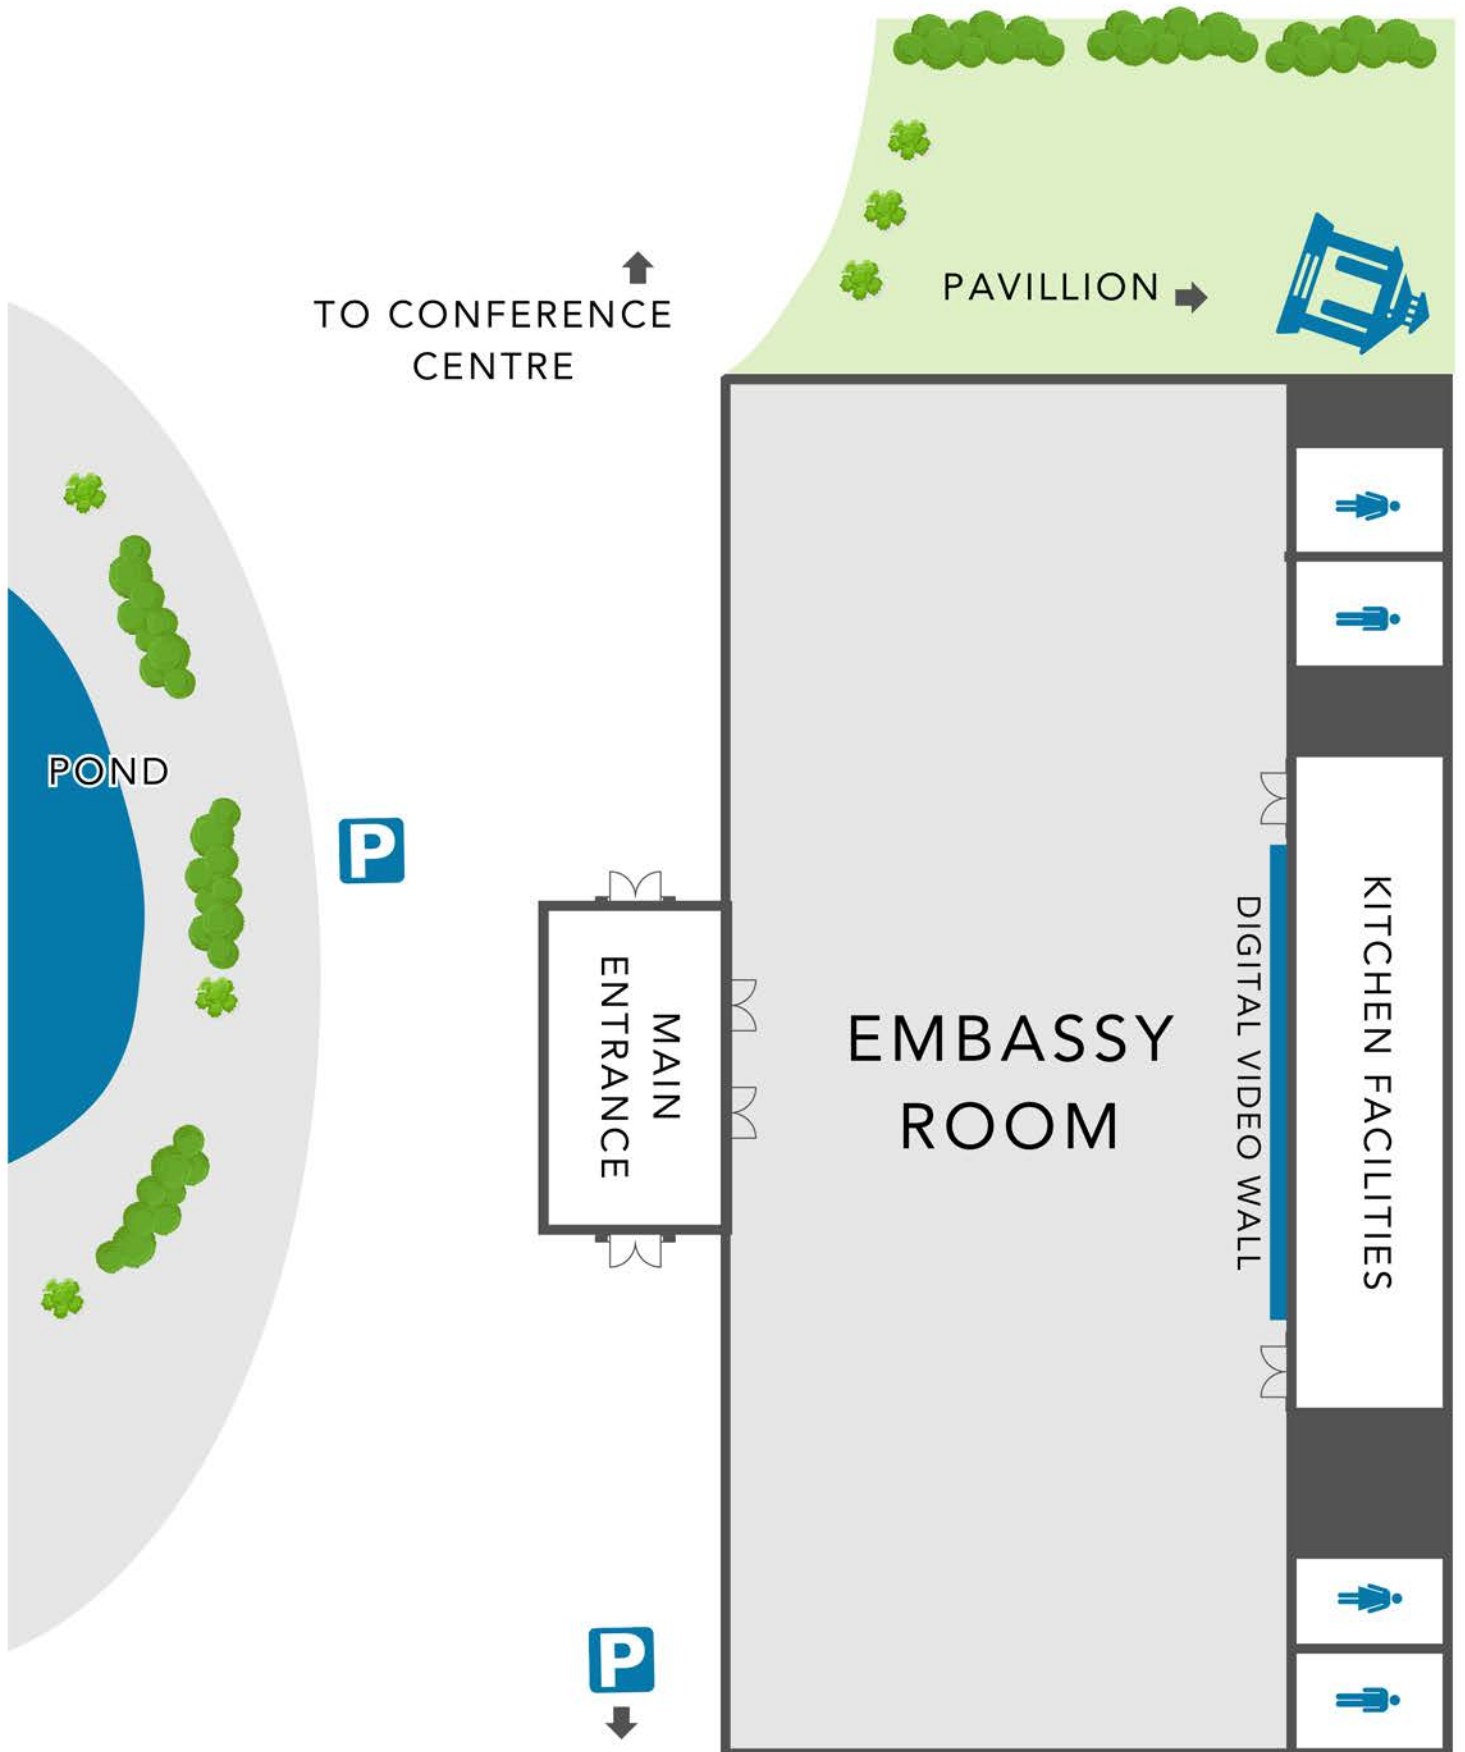 PAVILLION
TO CONFERENCE
CENTRE
POND
P
MAIN
ENTRANCE
EMBASSY
ROOM
DIGITAL VIDEO WALL
KITCHEN FACILITIES
P